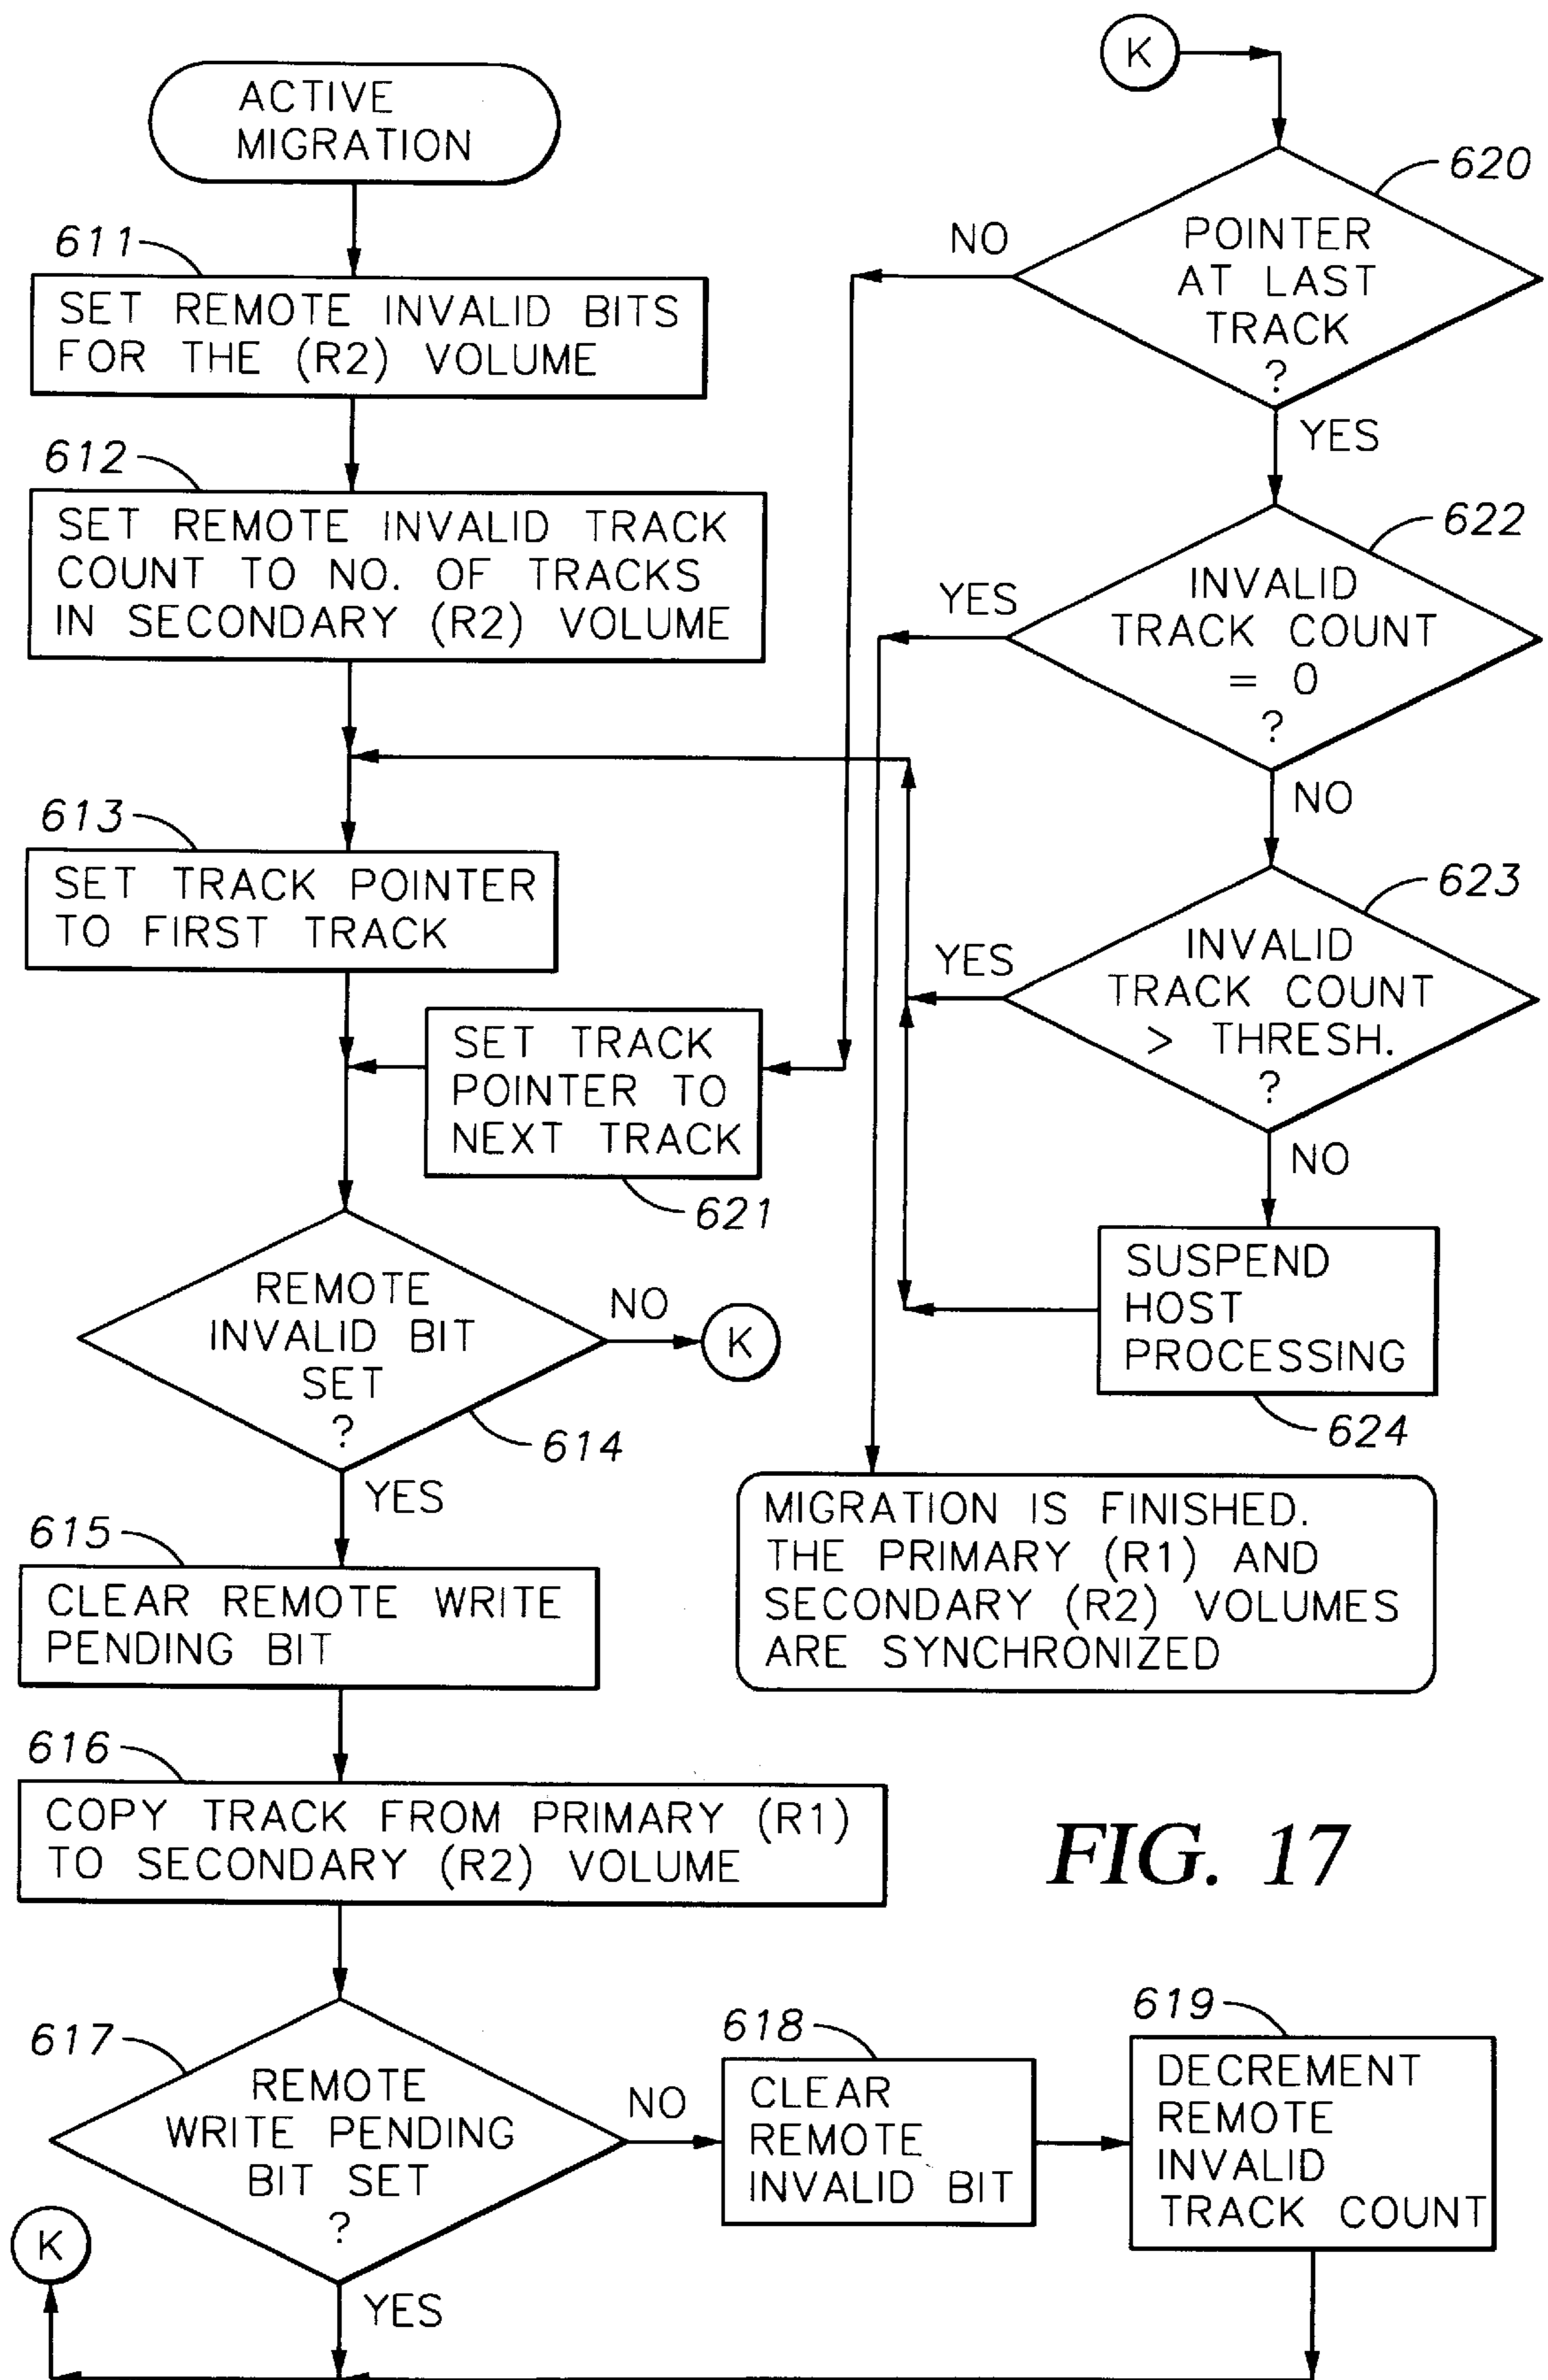 ACTIVE
MIGRATION
611
SET REMOTE INVALID BITS
FOR THE (R2) VOLUME
612
SET REMOTE INVALID TRACK
COUNT TO NO. OF TRACKS
IN SECONDARY (R2) VOLUME
613
SET TRACK POINTER
TO FIRST TRACK
SET TRACK
POINTER TO
NEXT TRACK
621
REMOTE
INVALID BIT
SET
?
614
NO
K
YES
615
CLEAR REMOTE WRITE
PENDING BIT
616
COPY TRACK FROM PRIMARY (R1)
TO SECONDARY (R2) VOLUME
617
REMOTE
WRITE PENDING
BIT SET
?
NO
618
CLEAR
REMOTE
INVALID BIT
619
DECREMENT
REMOTE
INVALID
TRACK COUNT
YES
K
K
620
POINTER
AT LAST
TRACK
?
NO
YES
622
INVALID
TRACK COUNT
= 0
?
YES
NO
623
INVALID
TRACK COUNT
> THRESH.
?
YES
NO
SUSPEND
HOST
PROCESSING
624
MIGRATION IS FINISHED.
THE PRIMARY (R1) AND
SECONDARY (R2) VOLUMES
ARE SYNCHRONIZED
FIG. 17